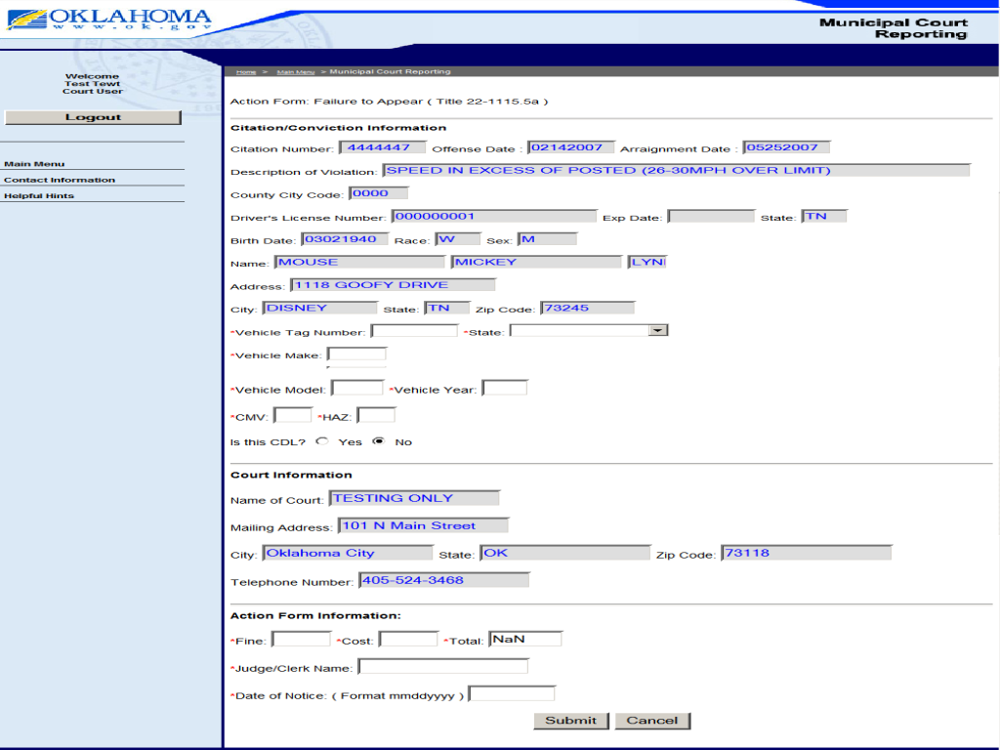 OKLAHOMA
www.ok.gov
Municipal Court
Reporting
Welcome
Test Tewt
Court User
Logout
Main Menu
Contact Information
Helpful Hints
Home > Main Menu > Municipal Court Reporting
Action Form: Failure to Appear ( Title 22-1115.5a )
Citation/Conviction Information
Citation Number: 4444447 Offense Date : 02142007 Arraignment Date : 05252007
Description of Violation: SPEED IN EXCESS OF POSTED (26-30MPH OVER LIMIT)
County City Code: 0000
Driver's License Number: 000000001 Exp Date: State: TN
Birth Date: 03021940 Race: W Sex: M
Name: MOUSE MICKEY LYN
Address: 1118 GOOFY DRIVE
City: DISNEY State: TN Zip Code: 73245
*Vehicle Tag Number: *State:
*Vehicle Make:
*Vehicle Model: *Vehicle Year:
*CMV: *HAZ:
Is this CDL? Yes No
Court Information
Name of Court: TESTING ONLY
Mailing Address: 101 N Main Street
City: Oklahoma City State: OK Zip Code: 73118
Telephone Number: 405-524-3468
Action Form Information:
*Fine: *Cost: *Total: NaN
*Judge/Clerk Name:
*Date of Notice: ( Format mmddyyyy )
Submit Cancel